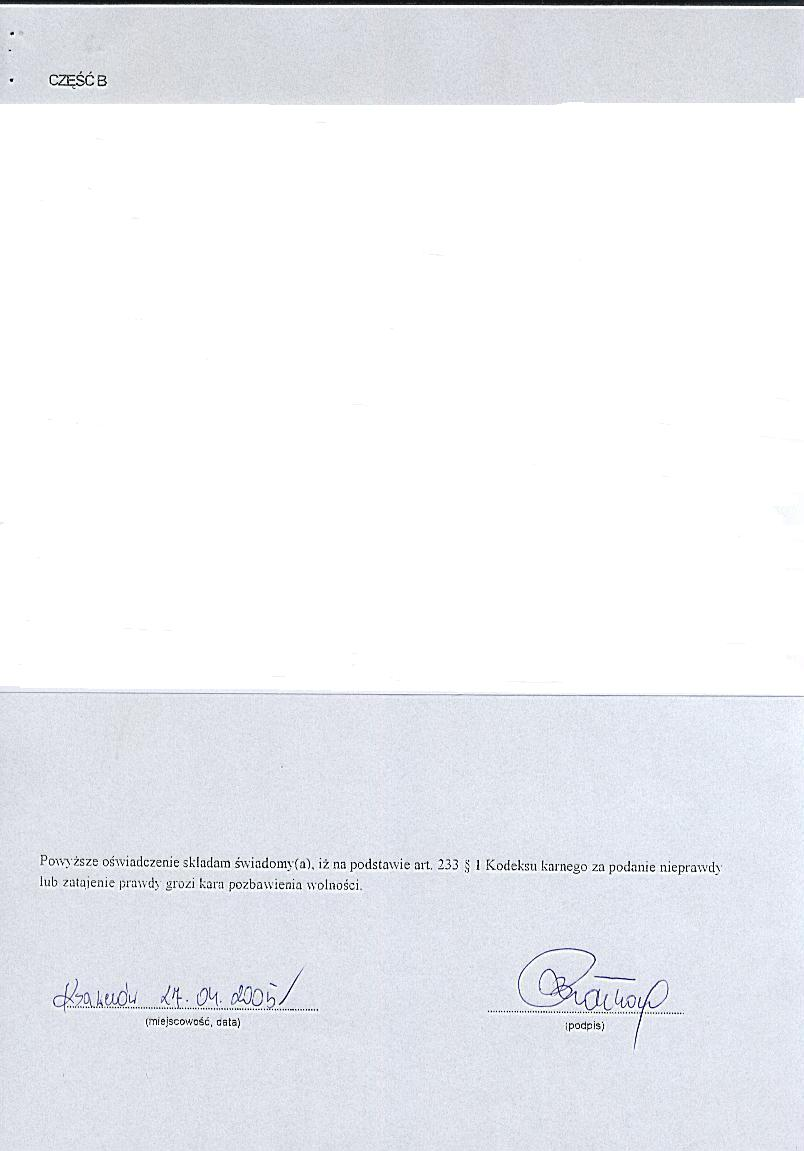 CZĘŚĆ B
Powyższe oświadczenie składam świadomy(a), iż na podstawie art. 233 § 1 Kodeksu karnego za podanie nieprawdy
lub zatajenie prawdy grozi kara pozbawienia wolności.
Ksawerów 27. 04. 2005
(miejscowość, data)
(podpis)